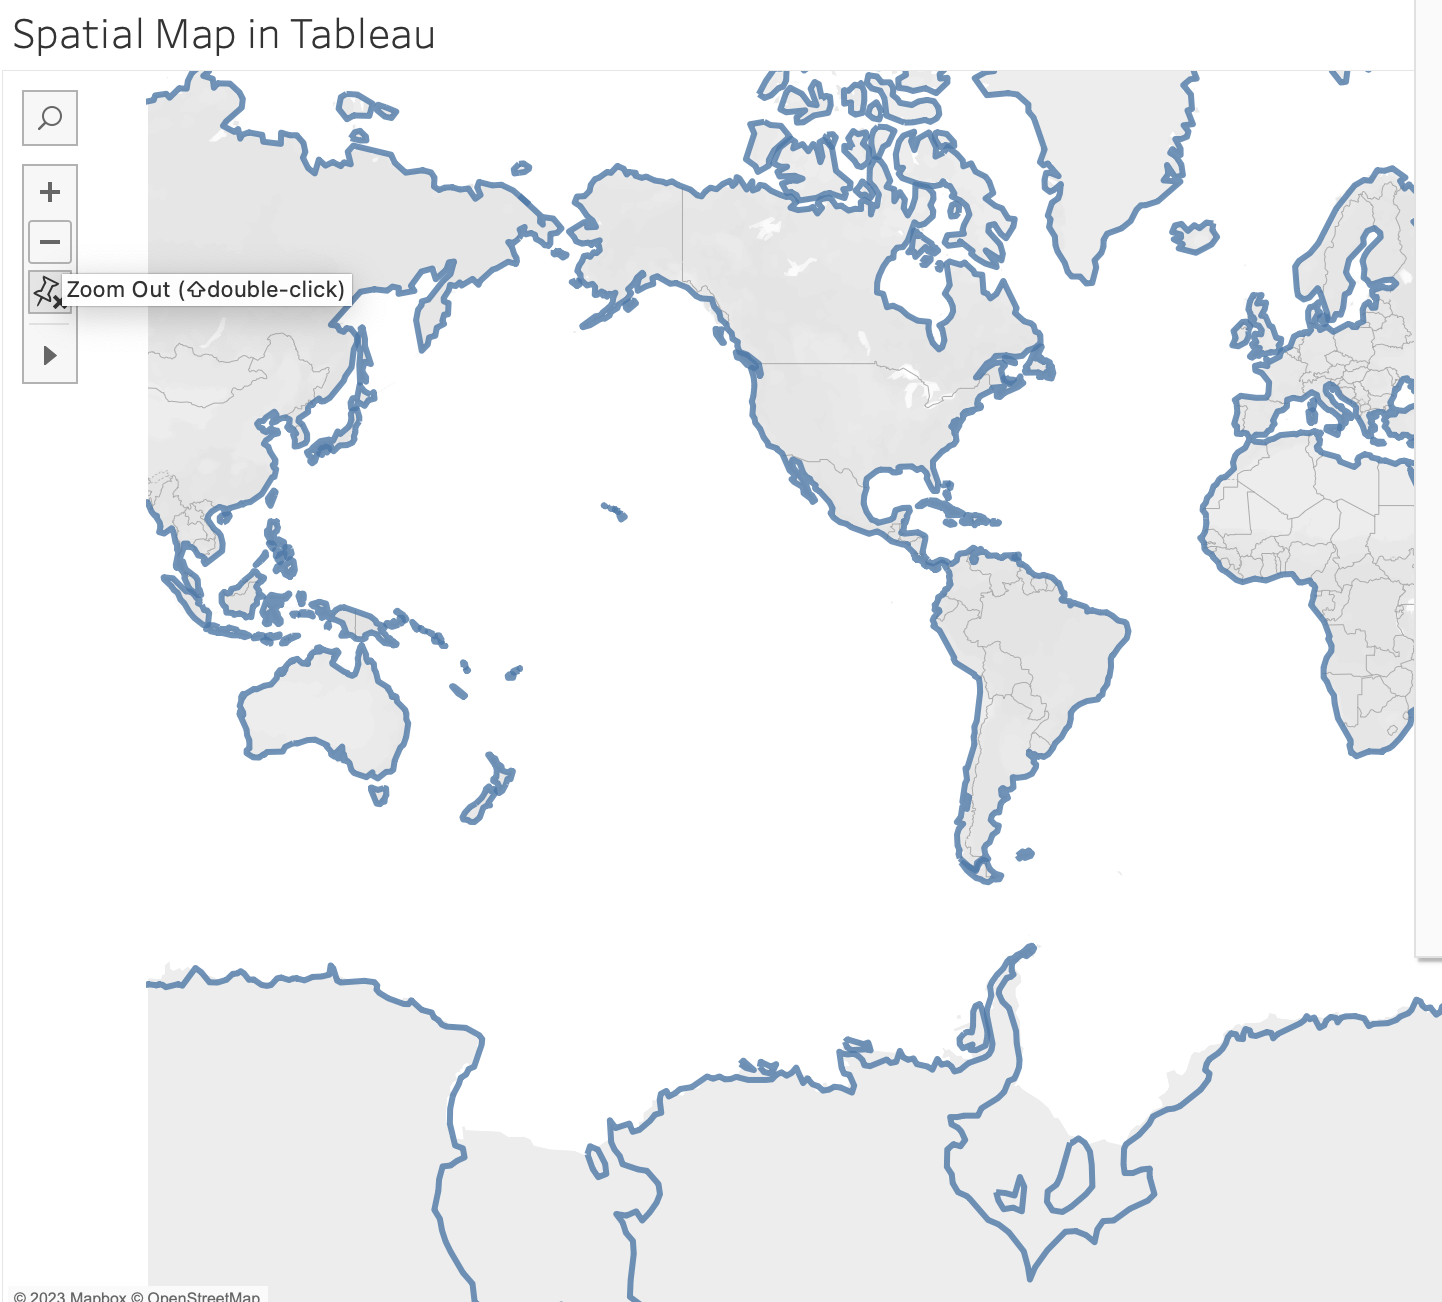 Spatial Map in Tableau
Zoom Out (⇧double-click)
© 2023 Mapbox © OpenStreetMap